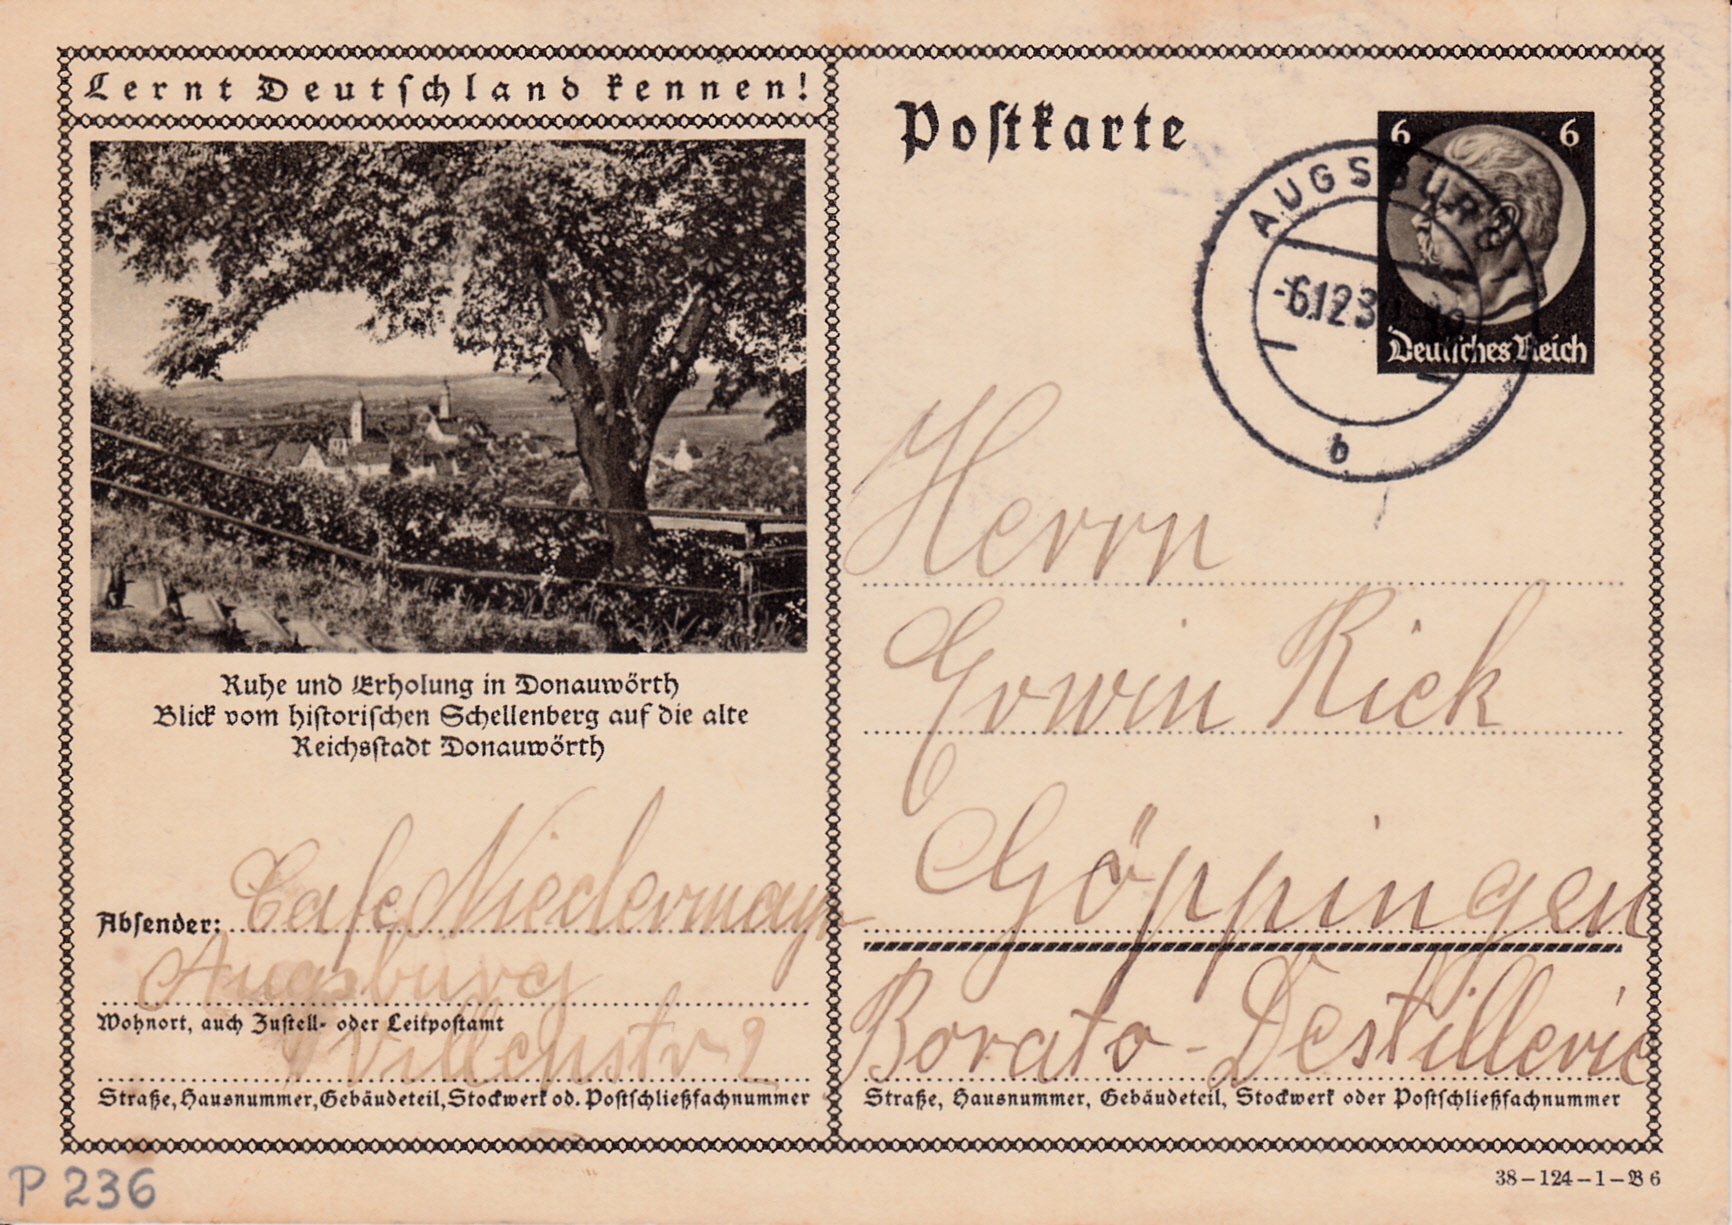 Lernt Deutschland kennen!
Ruhe und Erholung in Donauwörth
Blick vom historischen Schellenberg auf die alte
Reichsstadt Donauwörth
Absender: Cafe Niedermayr
Augsburg
Wohnort, auch Zustell- oder Leitpostamt
Straße, Hausnummer, Gebäudeteil, Stockwerk od. Postschließfachnummer
Postkarte
6 6
Deutsches Reich
AUGSBURG
-6.12.3
b
Herrn
Erwin Rick
Göppingen
Borato-Destillerie
Straße, Hausnummer, Gebäudeteil, Stockwerk oder Postschließfachnummer
38-124-1-B 6
P 236